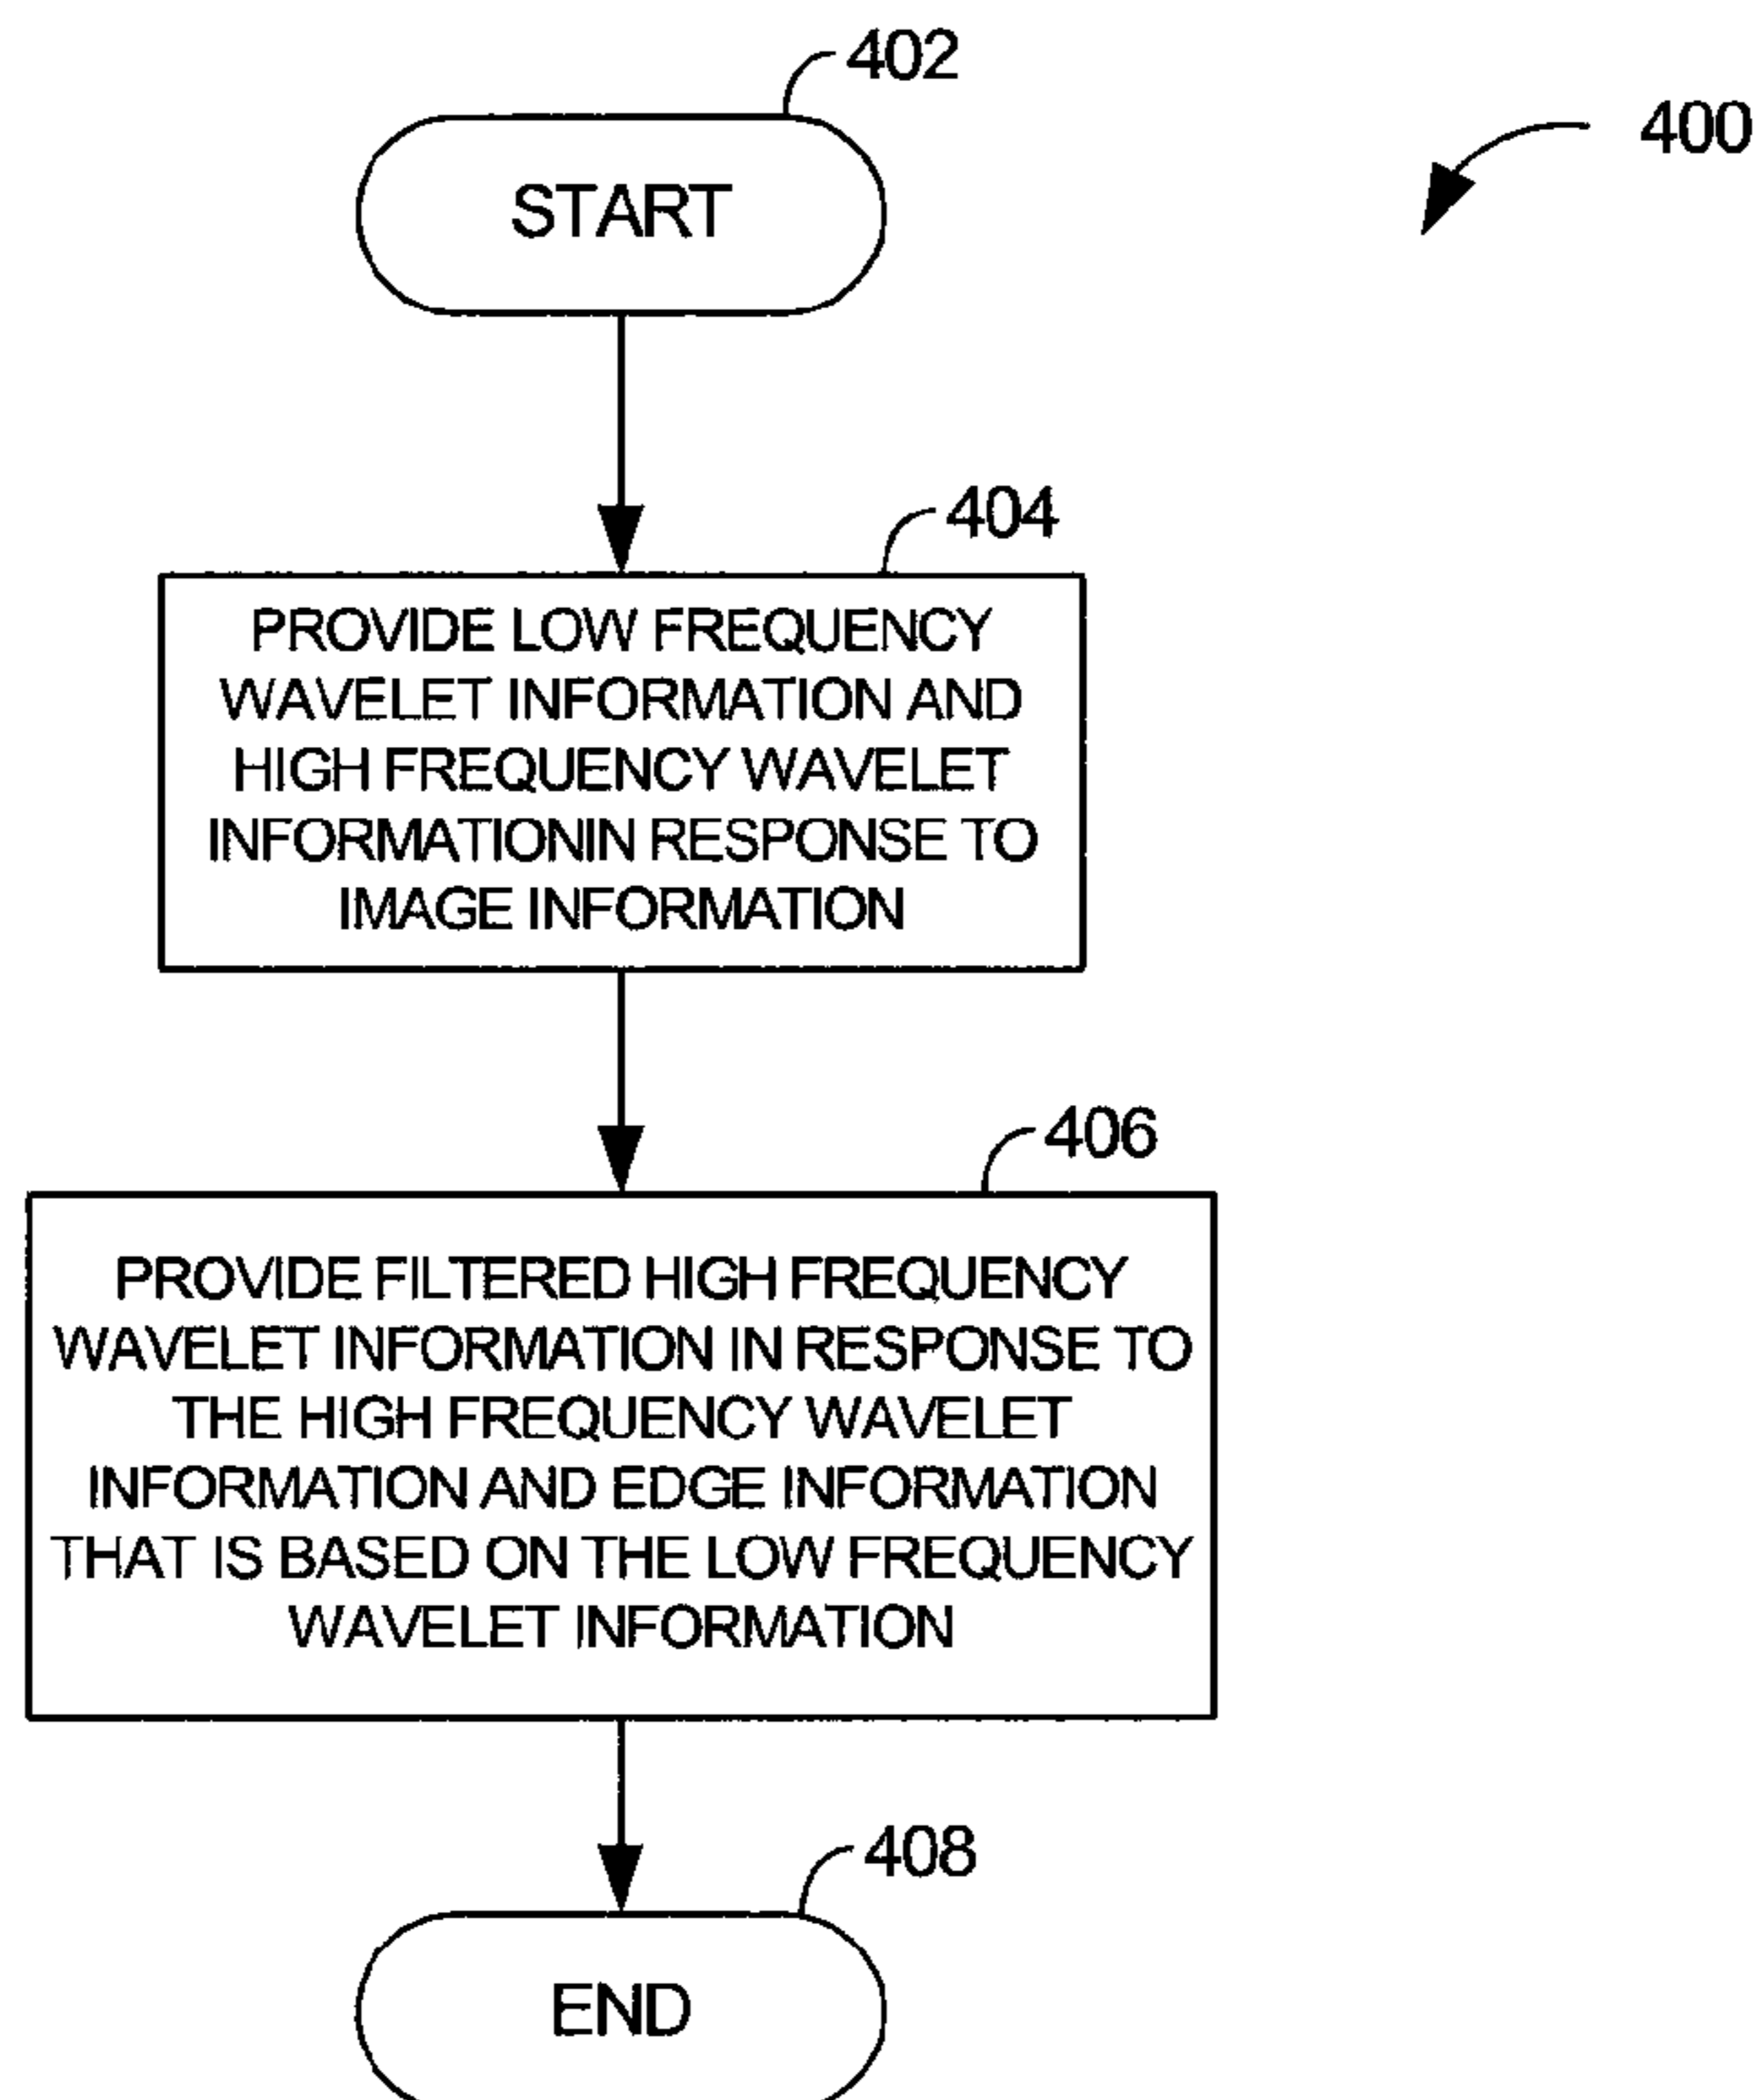 402
400
START
404
PROVIDE LOW FREQUENCY
WAVELET INFORMATION AND
HIGH FREQUENCY WAVELET
INFORMATIONIN RESPONSE TO
IMAGE INFORMATION
406
PROVIDE FILTERED HIGH FREQUENCY
WAVELET INFORMATION IN RESPONSE TO
THE HIGH FREQUENCY WAVELET
INFORMATION AND EDGE INFORMATION
THAT IS BASED ON THE LOW FREQUENCY
WAVELET INFORMATION
408
END